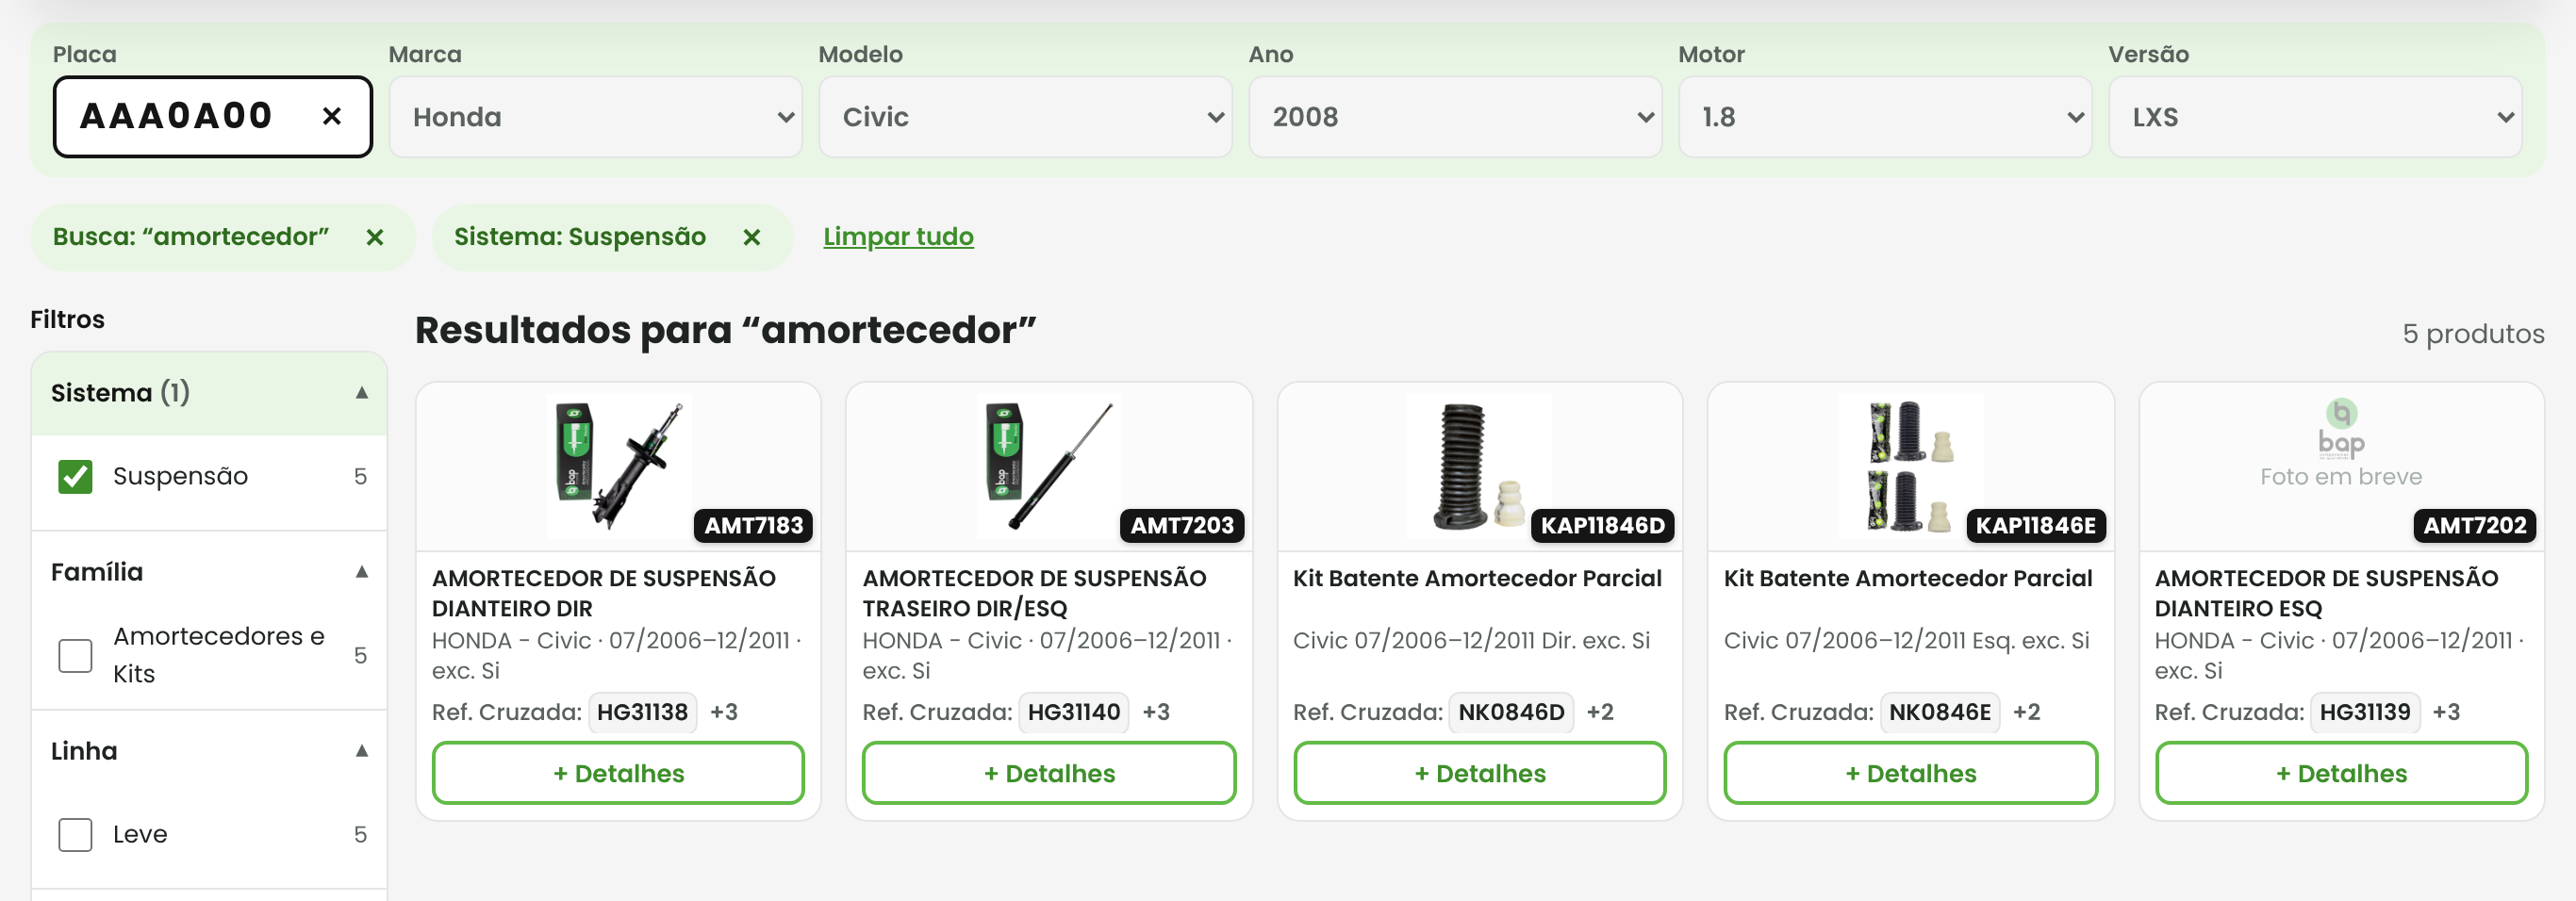 Placa
Marca
Modelo
Ano
Motor
Versão
AAA0A00 ×
Honda
Civic
2008
1.8
LXS
Busca: “amortecedor” ×
Sistema: Suspensão ×
Limpar tudo
Filtros
Sistema (1)
Suspensão 5
Família
Amortecedores e
Kits
5
Linha
Leve 5
Resultados para “amortecedor”
5 produtos
bap
AMT7183
AMORTECEDOR DE SUSPENSÃO
DIANTEIRO DIR
HONDA - Civic · 07/2006–12/2011 ·
exc. Si
Ref. Cruzada: HG31138 +3
+ Detalhes
bap
AMT7203
AMORTECEDOR DE SUSPENSÃO
TRASEIRO DIR/ESQ
HONDA - Civic · 07/2006–12/2011 ·
exc. Si
Ref. Cruzada: HG31140 +3
+ Detalhes
KAP11846D
Kit Batente Amortecedor Parcial
Civic 07/2006–12/2011 Dir. exc. Si
Ref. Cruzada: NK0846D +2
+ Detalhes
KAP11846E
Kit Batente Amortecedor Parcial
Civic 07/2006–12/2011 Esq. exc. Si
Ref. Cruzada: NK0846E +2
+ Detalhes
bap
Foto em breve
AMT7202
AMORTECEDOR DE SUSPENSÃO
DIANTEIRO ESQ
HONDA - Civic · 07/2006–12/2011 ·
exc. Si
Ref. Cruzada: HG31139 +3
+ Detalhes